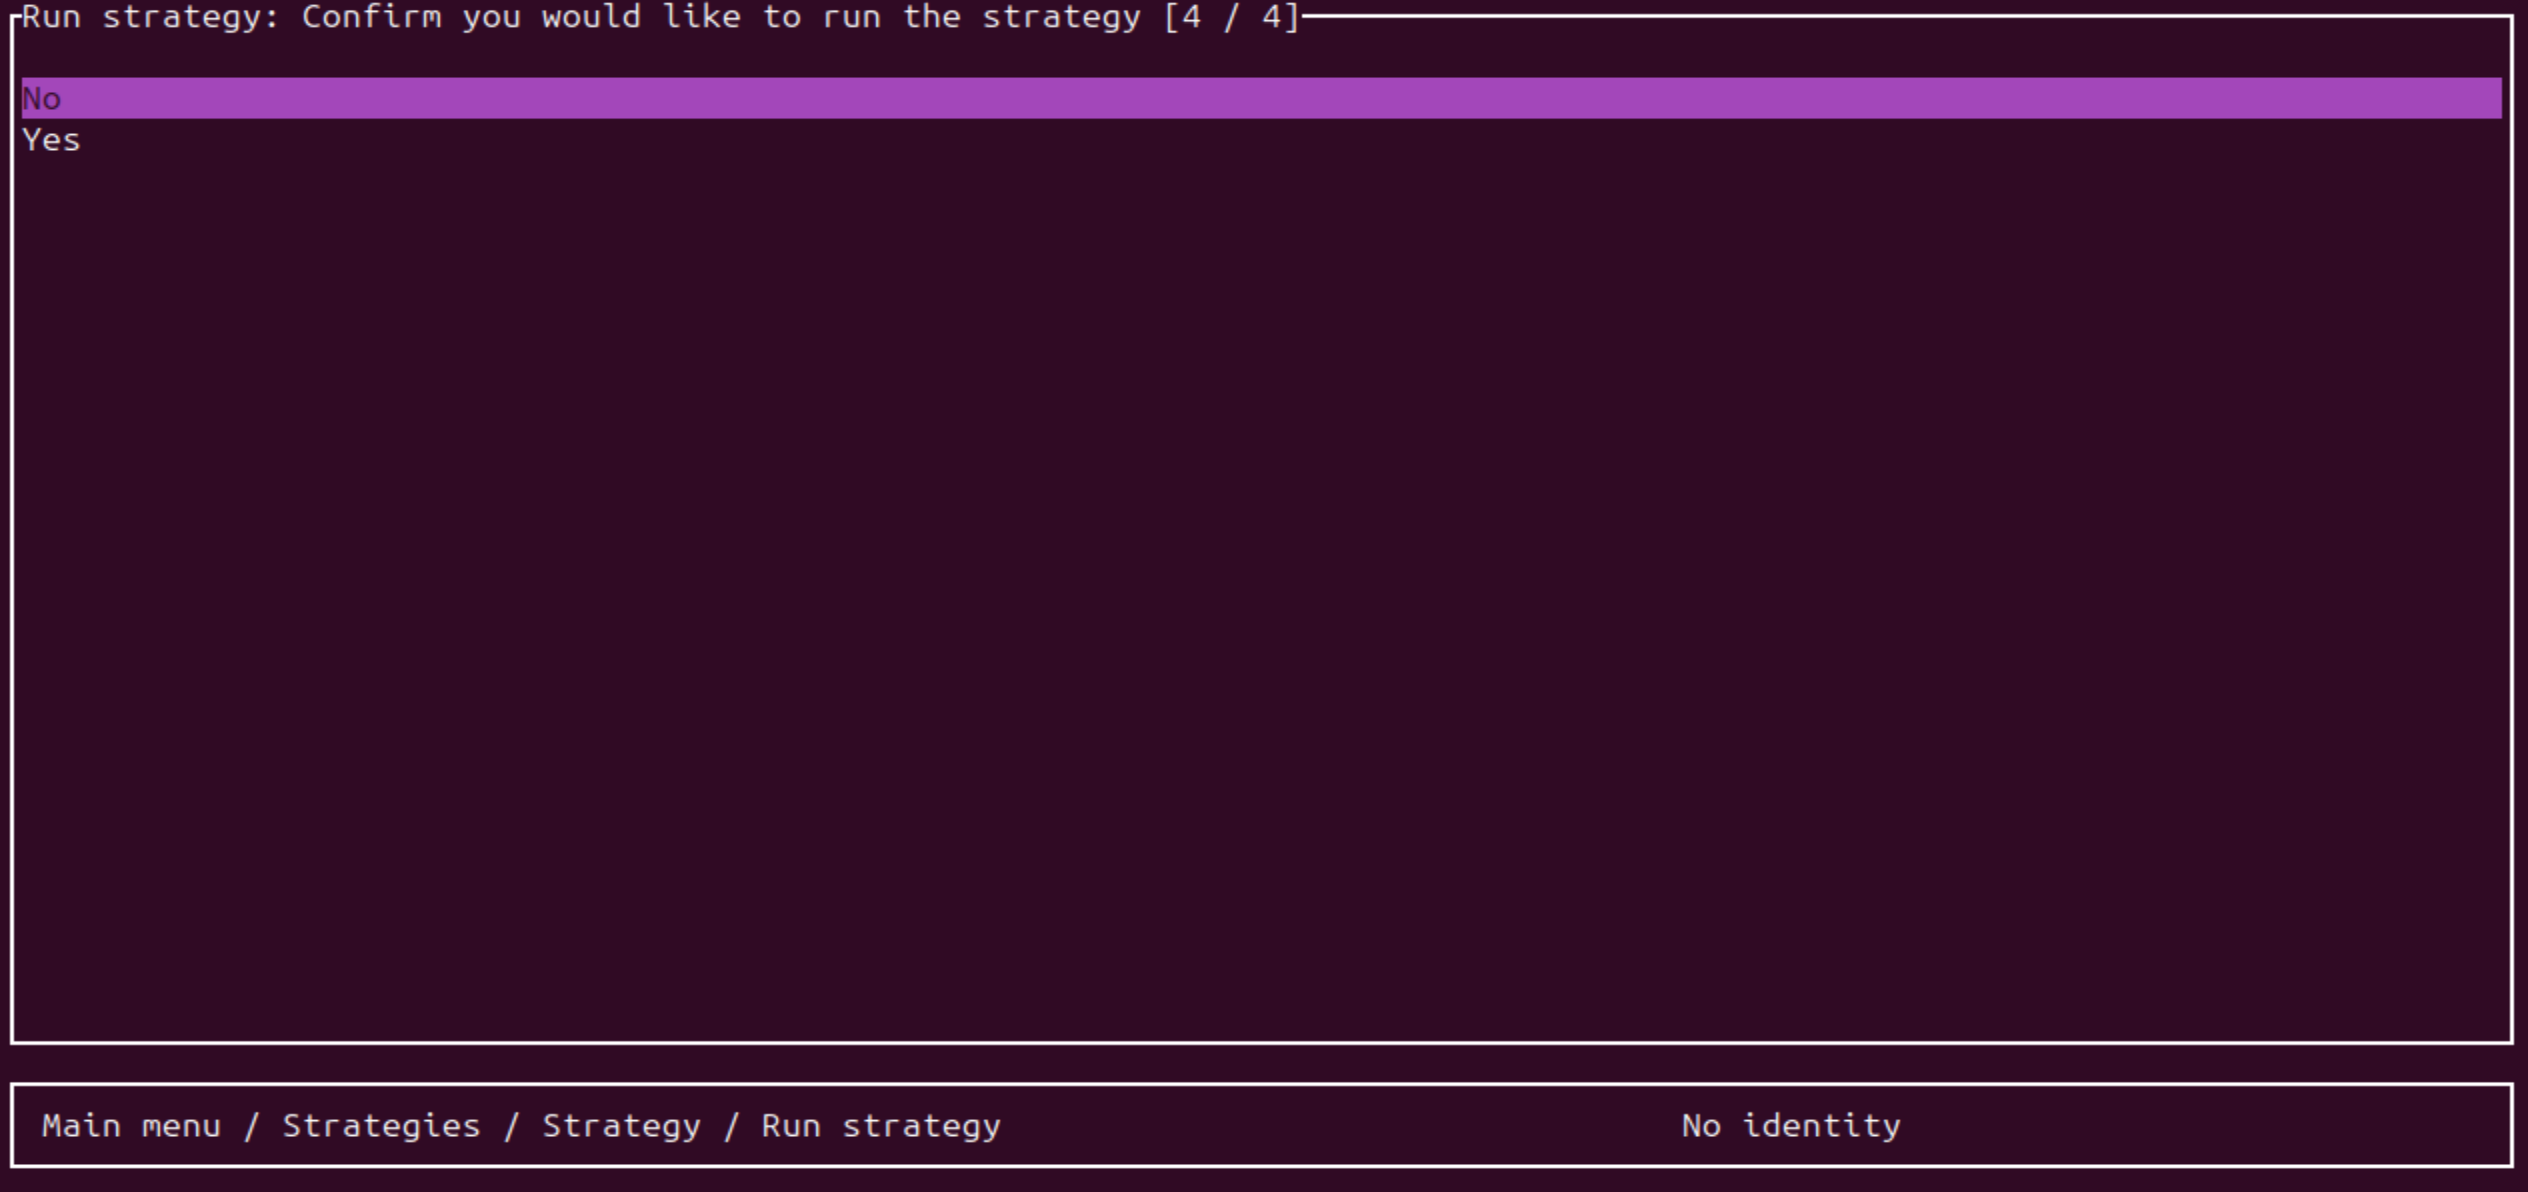 Run strategy: Confirm you would like to run the strategy [4 / 4]
No
Yes
Main menu / Strategies / Strategy / Run strategy
No identity